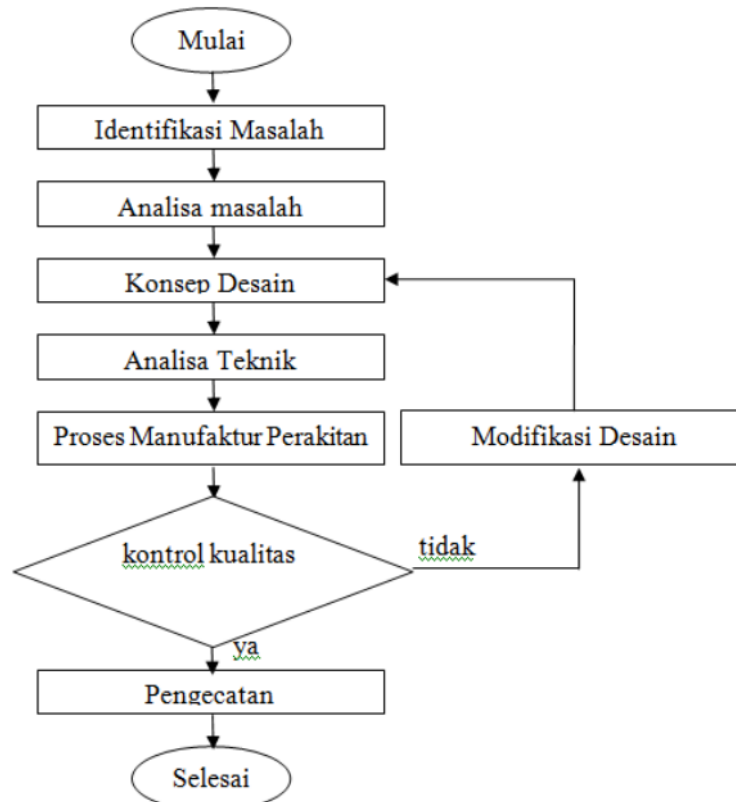 Mulai
Identifikasi Masalah
Analisa masalah
Konsep Desain
Analisa Teknik
Proses Manufaktur Perakitan
Modifikasi Desain
kontrol kualitas
tidak
ya
Pengecatan
Selesai